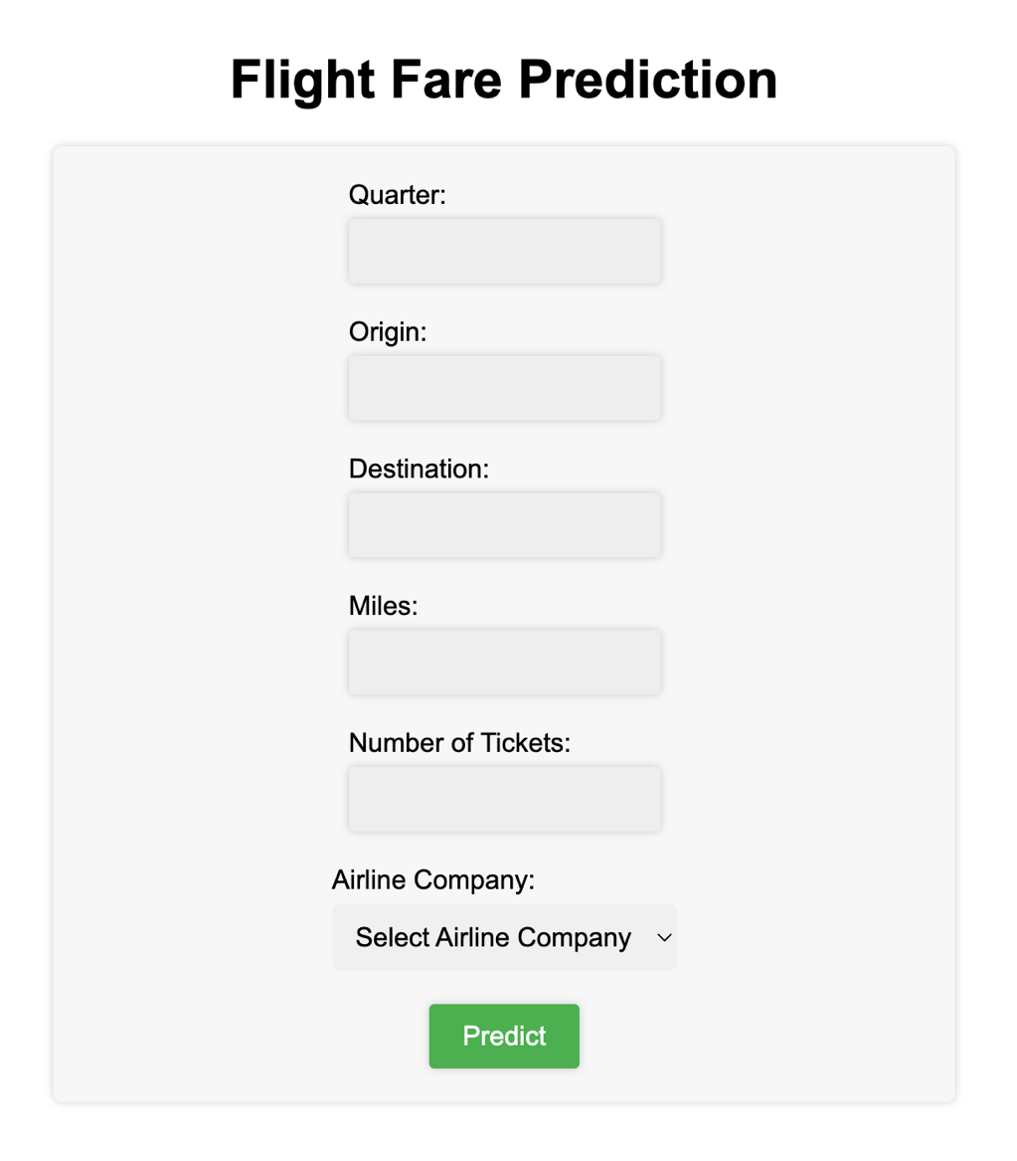 Flight Fare Prediction
Quarter:
Origin:
Destination:
Miles:
Number of Tickets:
Airline Company:
Select Airline Company
Predict